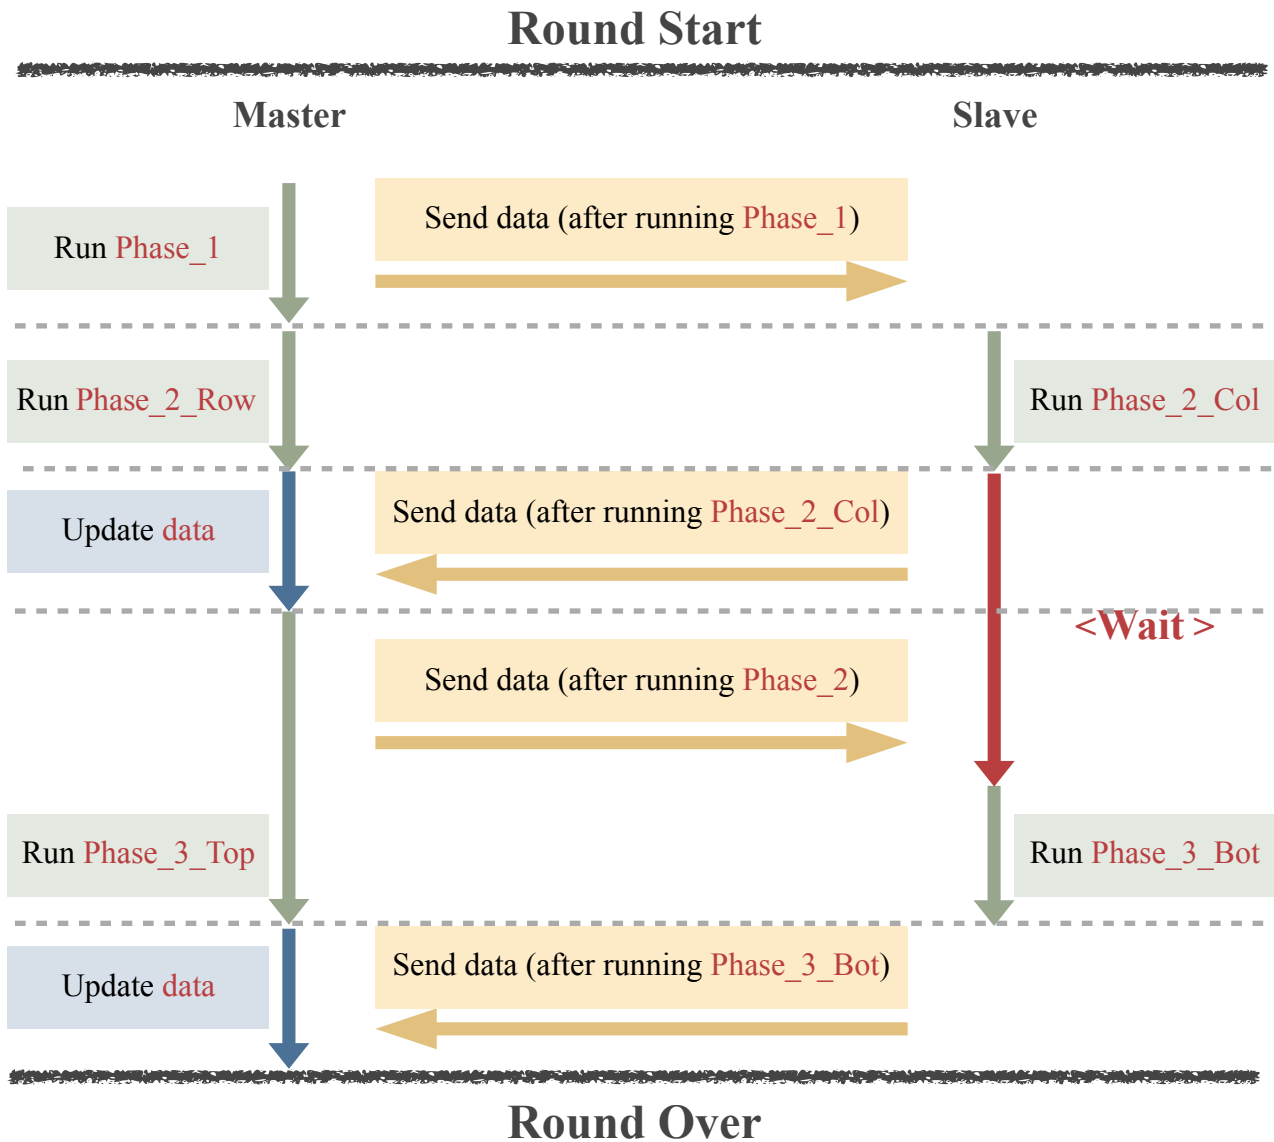 Round Start
Master
Slave
Send data (after running Phase_1)
Run Phase_1
Run Phase_2_Row
Run Phase_2_Col
Send data (after running Phase_2_Col)
Update data
<Wait >
Send data (after running Phase_2)
Run Phase_3_Top
Run Phase_3_Bot
Send data (after running Phase_3_Bot)
Update data
Round Over